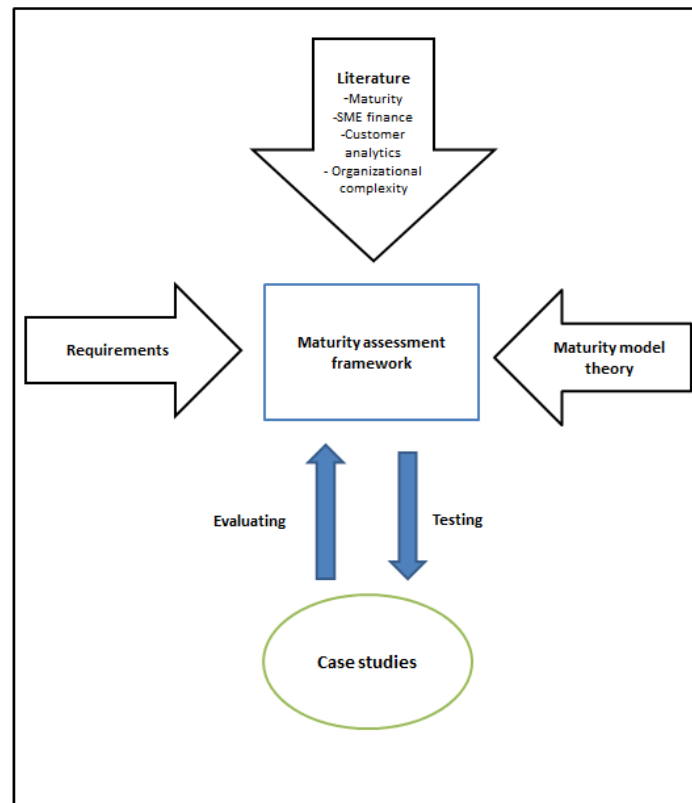 Literature
-Maturity
-SME finance
-Customer
analytics
- Organizational
complexity
Requirements
Maturity assessment
framework
Maturity model
theory
Evaluating
Testing
Case studies